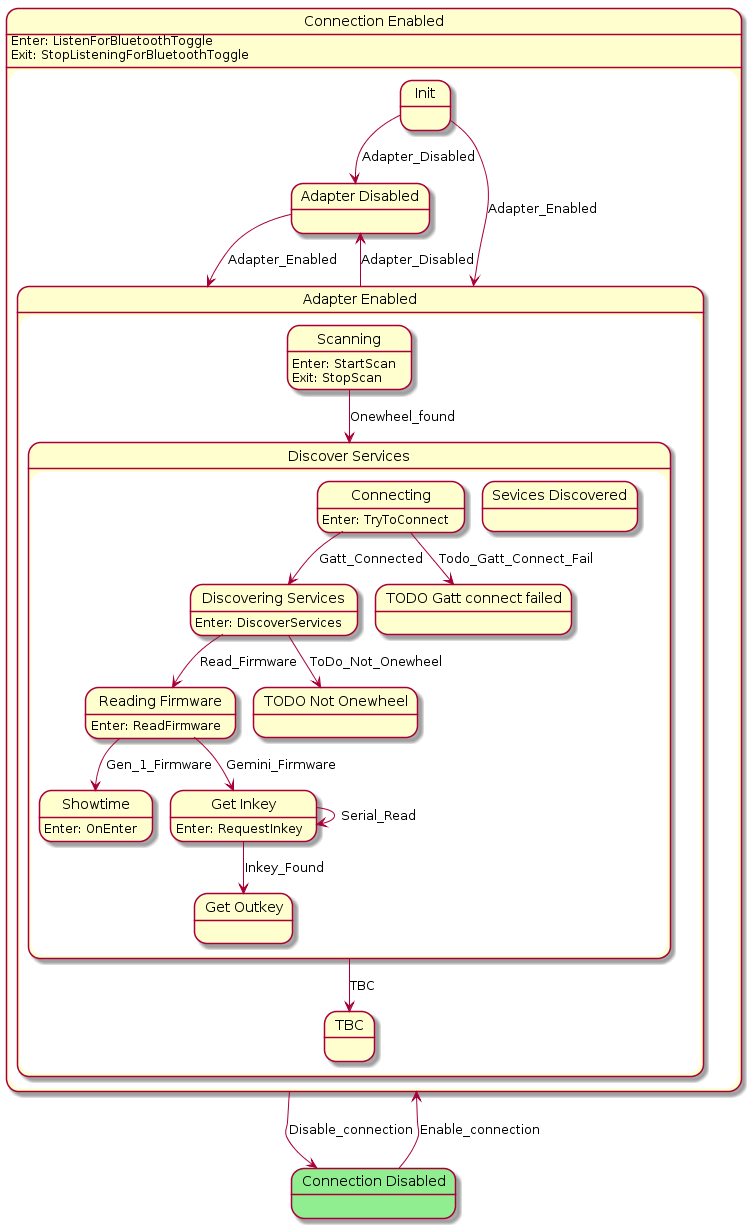 Connection Enabled
Enter: ListenForBluetoothToggle
Exit: StopListeningForBluetoothToggle
Init
Adapter_Disabled
Adapter Disabled
Adapter_Enabled
Adapter_Enabled
Adapter_Disabled
Adapter Enabled
Scanning
Enter: StartScan
Exit: StopScan
Onewheel_found
Discover Services
Connecting
Enter: TryToConnect
Sevices Discovered
Gatt_Connected
Todo_Gatt_Connect_Fail
Discovering Services
Enter: DiscoverServices
TODO Gatt connect failed
Read_Firmware
ToDo_Not_Onewheel
Reading Firmware
Enter: ReadFirmware
TODO Not Onewheel
Gen_1_Firmware
Gemini_Firmware
Showtime
Enter: OnEnter
Get Inkey
Enter: RequestInkey
Serial_Read
Inkey_Found
Get Outkey
TBC
TBC
Disable_connection
Enable_connection
Connection Disabled